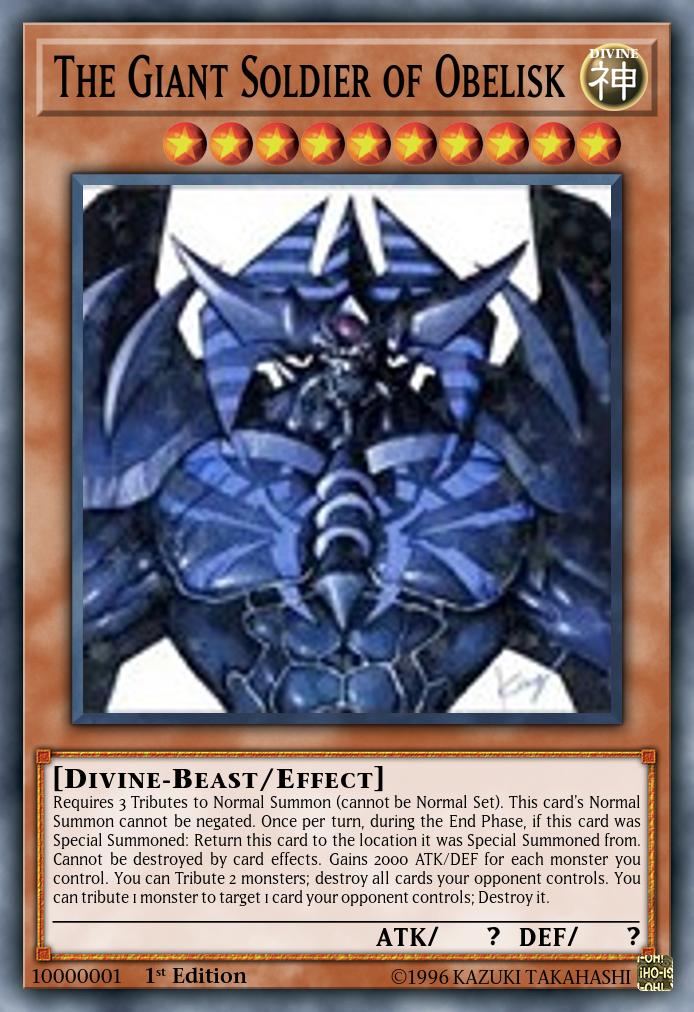 The Giant Soldier of Obelisk
DIVINE
神
[Divine-Beast/Effect]
Requires 3 Tributes to Normal Summon (cannot be Normal Set). This card's Normal
Summon cannot be negated. Once per turn, during the End Phase, if this card was
Special Summoned: Return this card to the location it was Special Summoned from.
Cannot be destroyed by card effects. Gains 2000 ATK/DEF for each monster you
control. You can Tribute 2 monsters; destroy all cards your opponent controls. You
can tribute 1 monster to target 1 card your opponent controls; Destroy it.
ATK/ ? DEF/ ?
10000001 1st Edition ©1996 KAZUKI TAKAHASHI